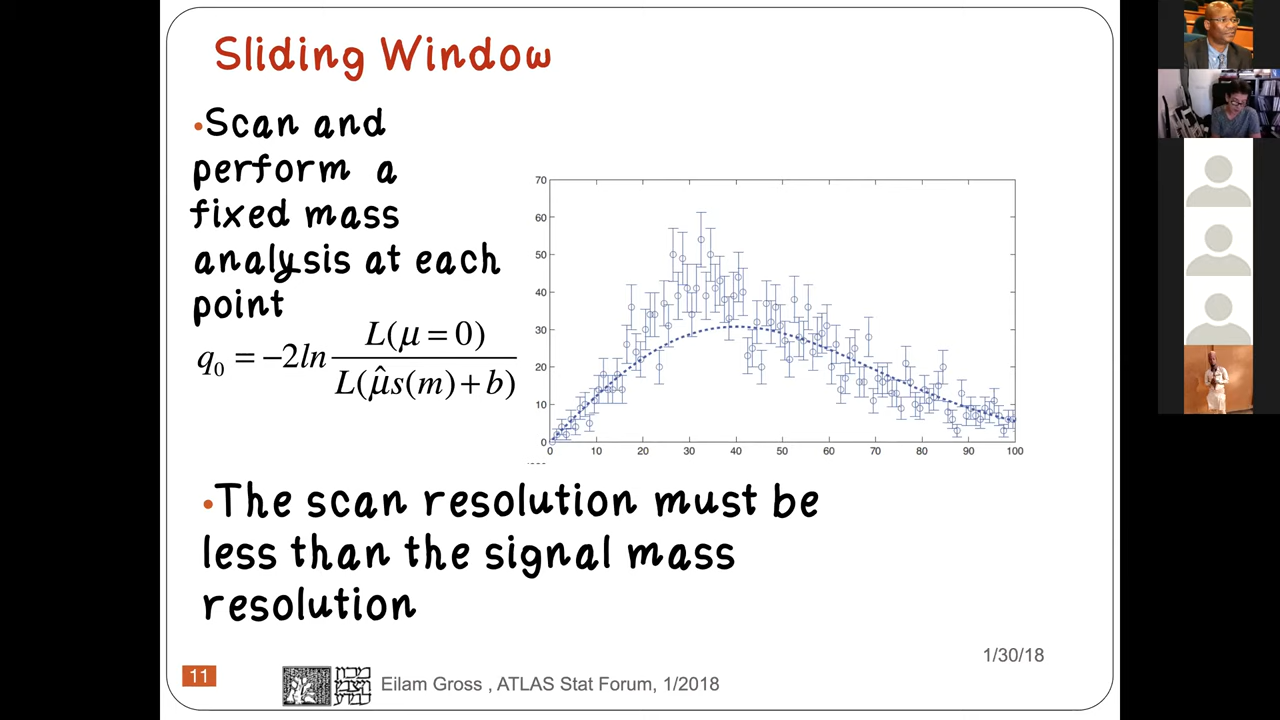 Sliding Window
•Scan and
perform a
fixed mass
analysis at each
point
q₀ = −2ln L(μ = 0) / L(μ̂s(m) + b)
70
60
50
40
30
20
10
0
0 10 20 30 40 50 60 70 80 90 100
•The scan resolution must be
less than the signal mass
resolution
1/30/18
11
Eilam Gross , ATLAS Stat Forum, 1/2018